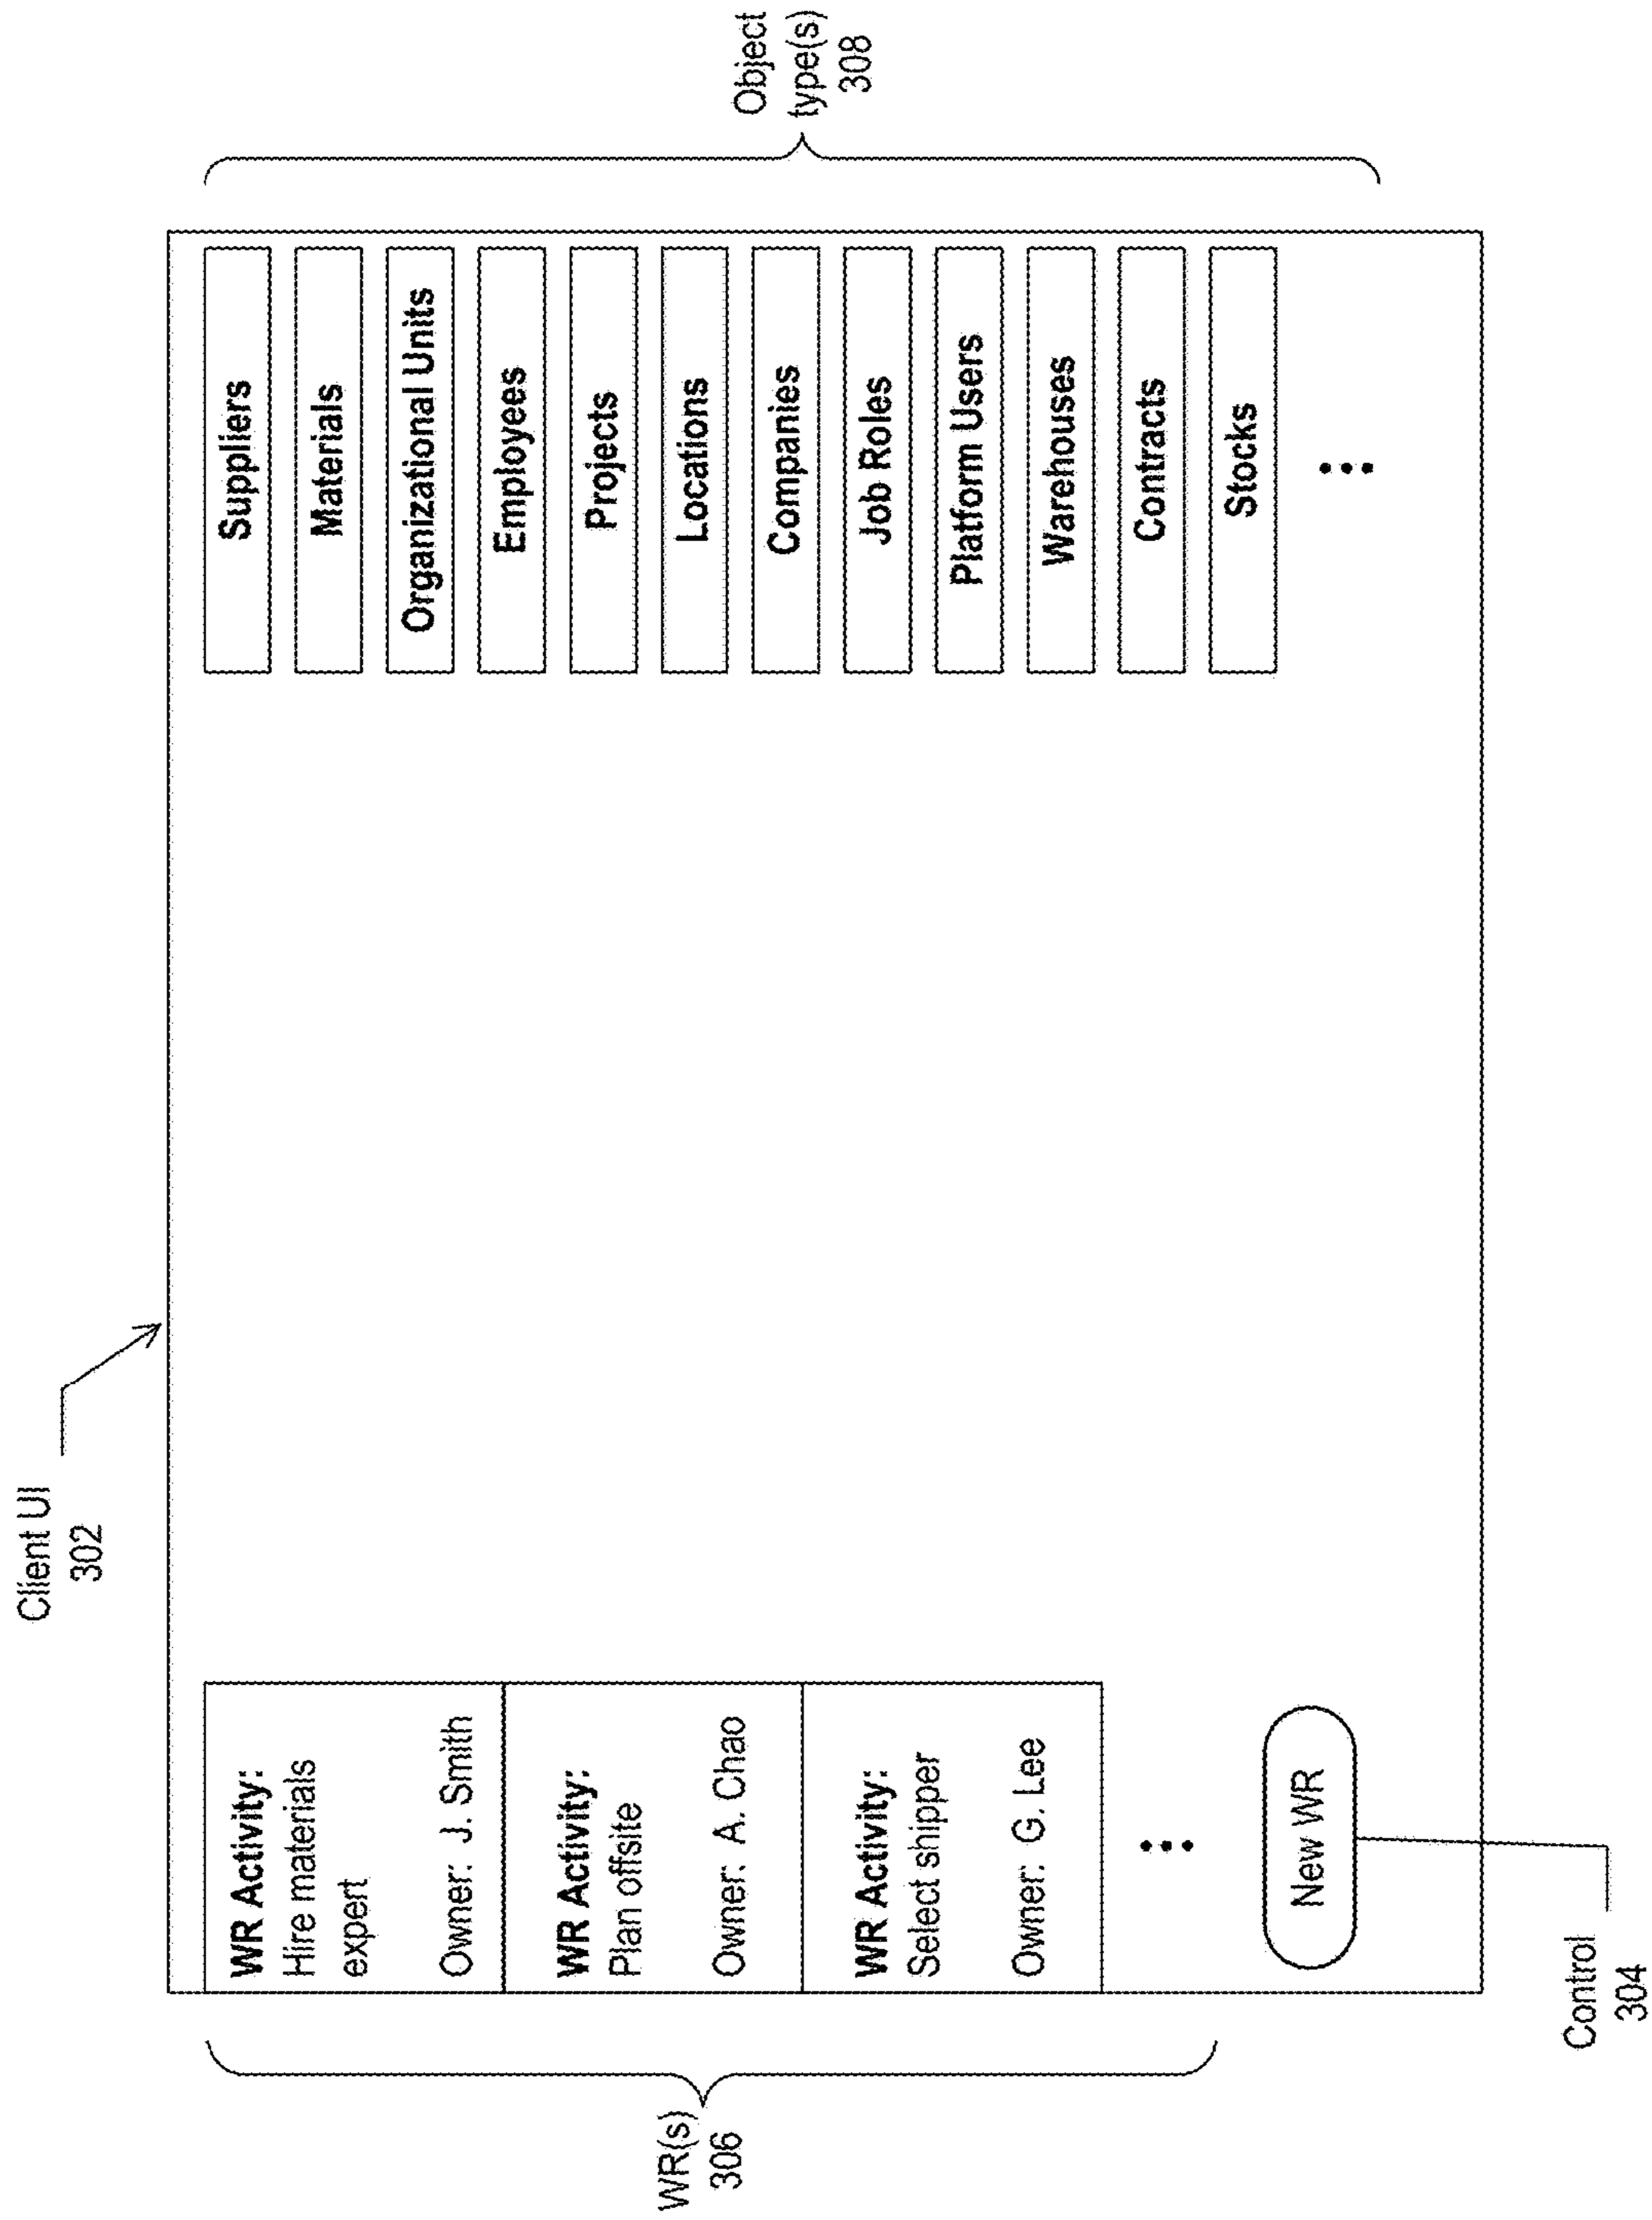 Client UI
302
WR(s)
306
WR Activity:
Hire materials
expert
Owner: J. Smith
WR Activity:
Plan offsite
Owner: A. Chao
WR Activity:
Select shipper
Owner: G. Lee
New WR
Control
304
Suppliers
Materials
Organizational Units
Employees
Projects
Locations
Companies
Job Roles
Platform Users
Warehouses
Contracts
Stocks
Object
type(s)
308